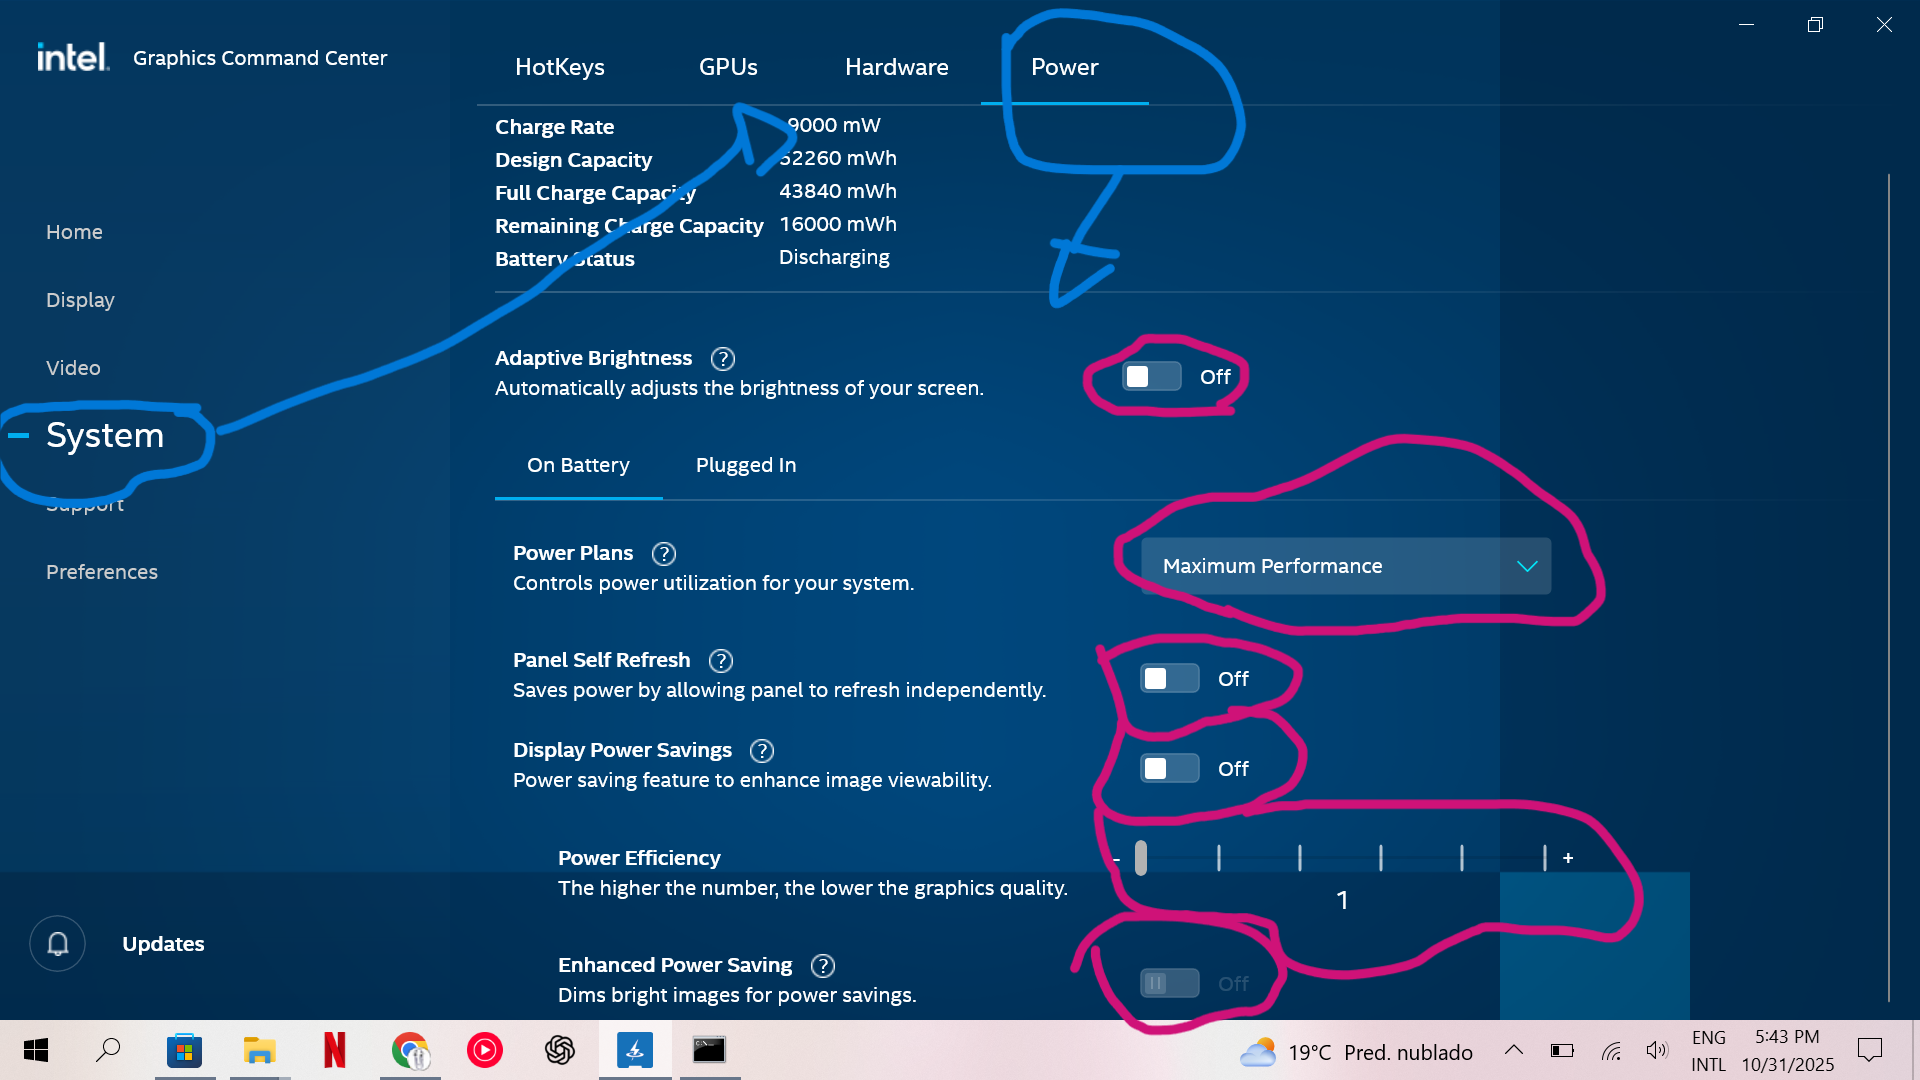 intel. Graphics Command Center
HotKeys GPUs Hardware Power
Charge Rate 9000 mW
Design Capacity 52260 mWh
Full Charge Capacity 43840 mWh
Remaining Charge Capacity 16000 mWh
Battery Status Discharging
Home
Display
Video
System
Support
Preferences
Updates
Adaptive Brightness ?
Automatically adjusts the brightness of your screen.
Off
On Battery Plugged In
Power Plans ?
Controls power utilization for your system.
Maximum Performance
Panel Self Refresh ?
Saves power by allowing panel to refresh independently.
Off
Display Power Savings ?
Power saving feature to enhance image viewability.
Off
Power Efficiency
The higher the number, the lower the graphics quality.
- +
1
Enhanced Power Saving ?
Dims bright images for power savings.
Off
19°C Pred. nublado
ENG
INTL
5:43 PM
10/31/2025